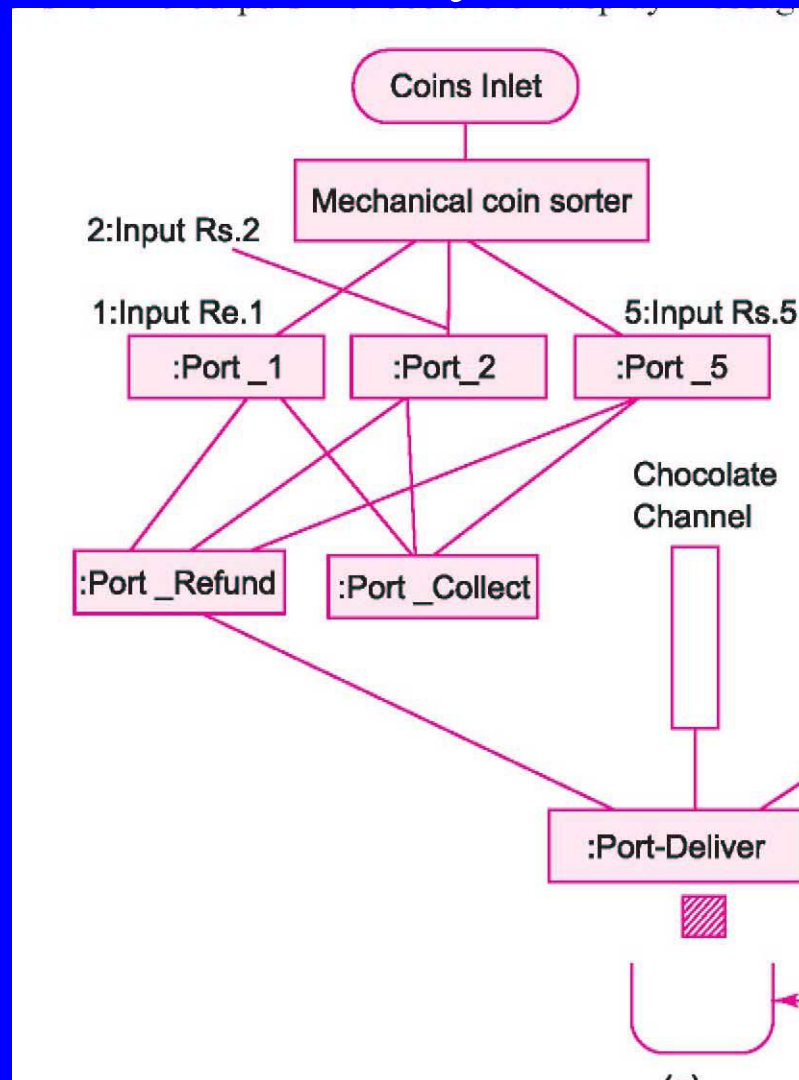 Coins Inlet
Mechanical coin sorter
2:Input Rs.2
1:Input Re.1
5:Input Rs.5
:Port _1
:Port_2
:Port _5
Chocolate
Channel
:Port _Refund
:Port _Collect
:Port-Deliver